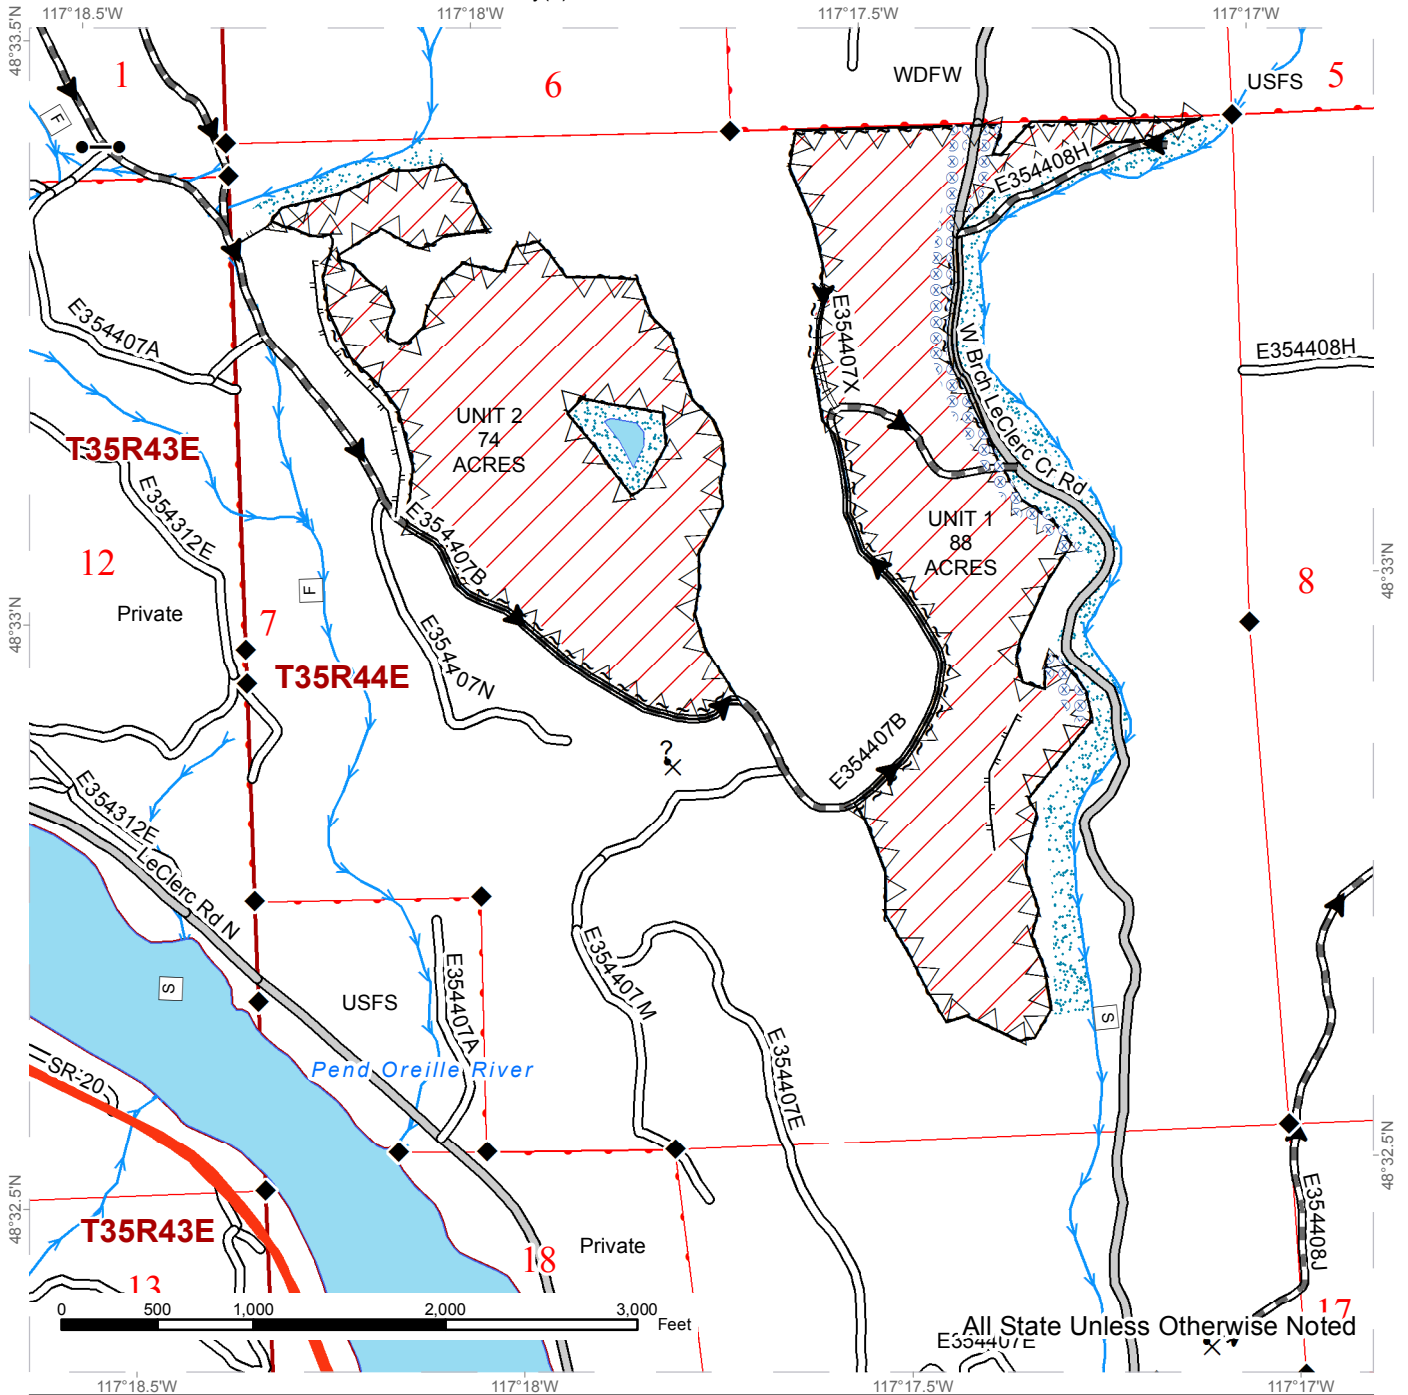 117°18.5'W
117°18'W
117°17.5'W
117°17'W
48°33.5'N
1
6
WDFW
USFS
5
F
E354408H
E354407A
E354407X
E354408H
W Brch LeClerc Cr Rd
UNIT 2
74
ACRES
T35R43E
E354312E
E354407B
UNIT 1
88
ACRES
12
F
8
48°33'N
48°33'N
Private
7
T35R44E
E354407N
?
E354407B
E354312E
LeClerc Rd N
S
USFS
E354407A
E354407M
S
Pend Oreille River
SR-20
E354407E
48°32.5'N
48°32.5'N
T35R43E
E354408J
18
Private
13
17
0 500 1,000 2,000 3,000
Feet
All State Unless Otherwise Noted
E354407E
117°18.5'W
117°18'W
117°17.5'W
117°17'W